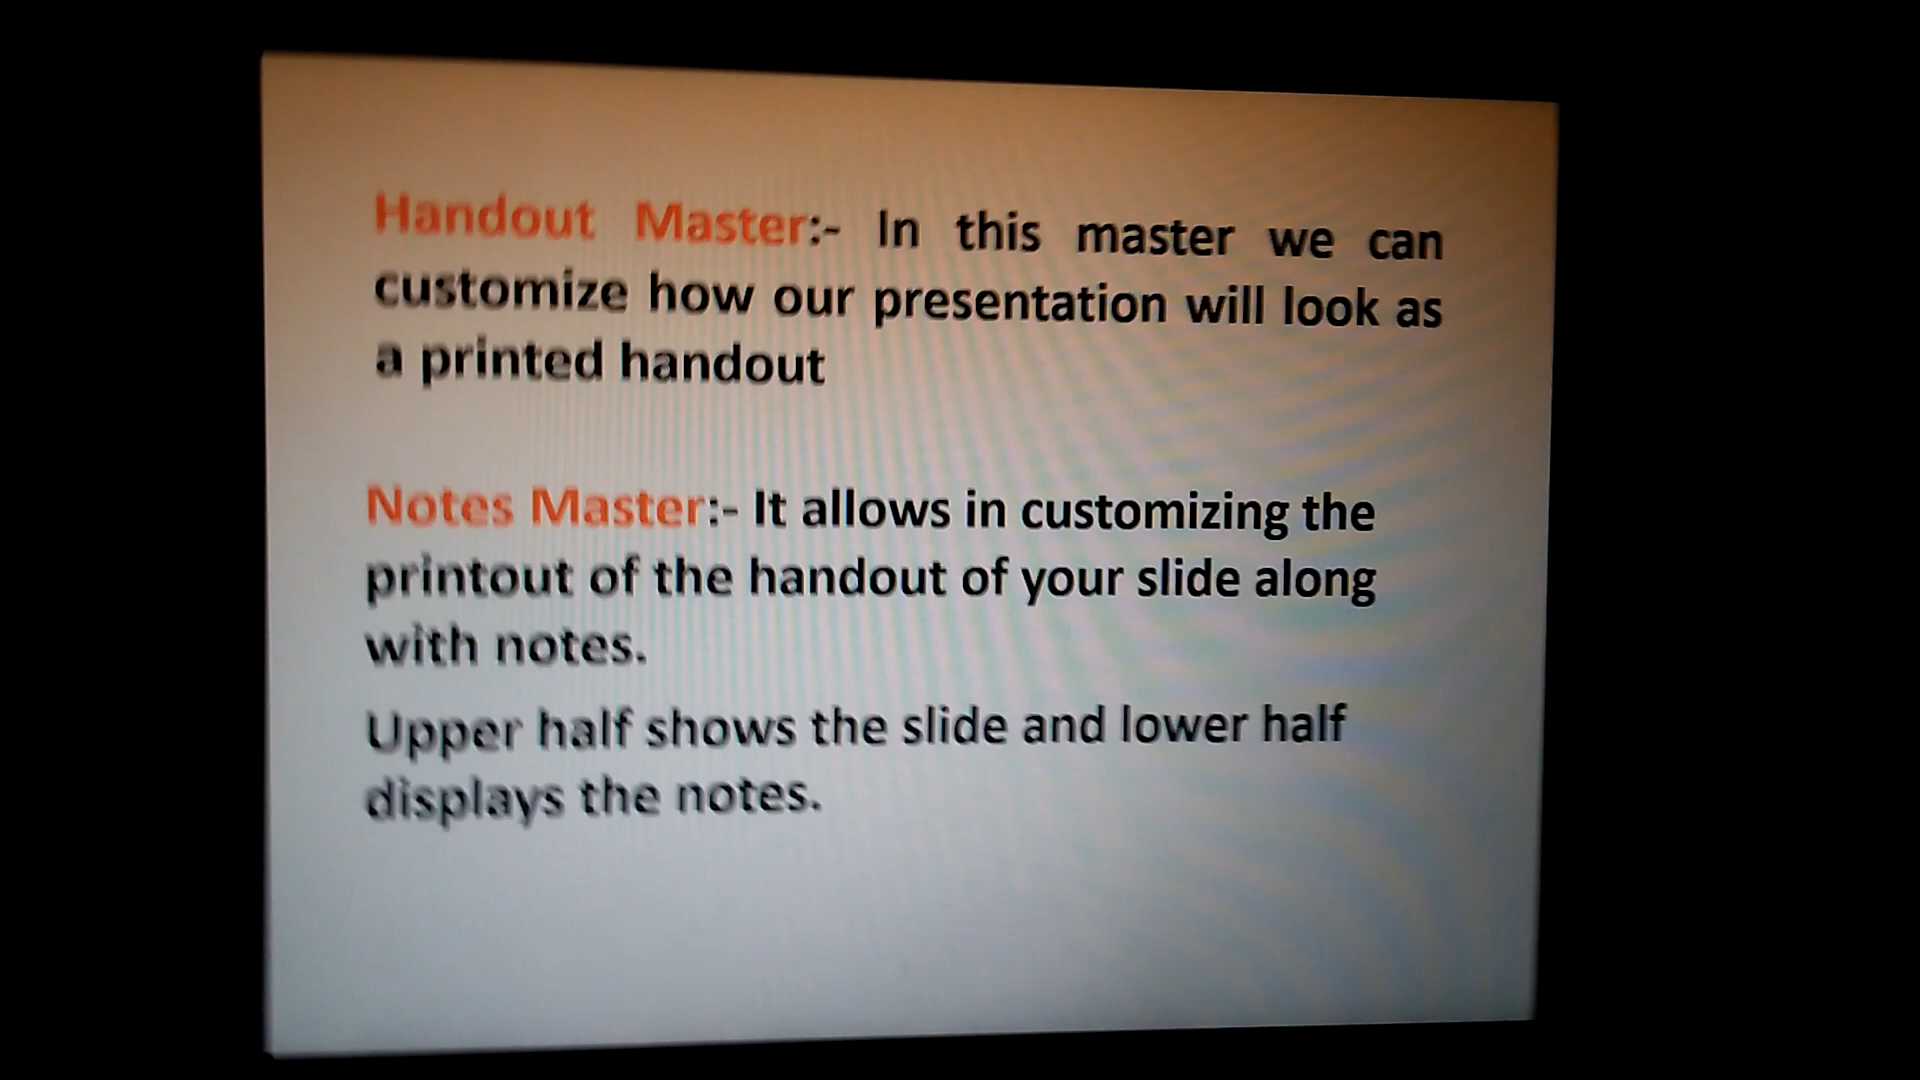 Handout Master:- In this master we can
customize how our presentation will look as
a printed handout
Notes Master:- It allows in customizing the
printout of the handout of your slide along
with notes.
Upper half shows the slide and lower half
displays the notes.